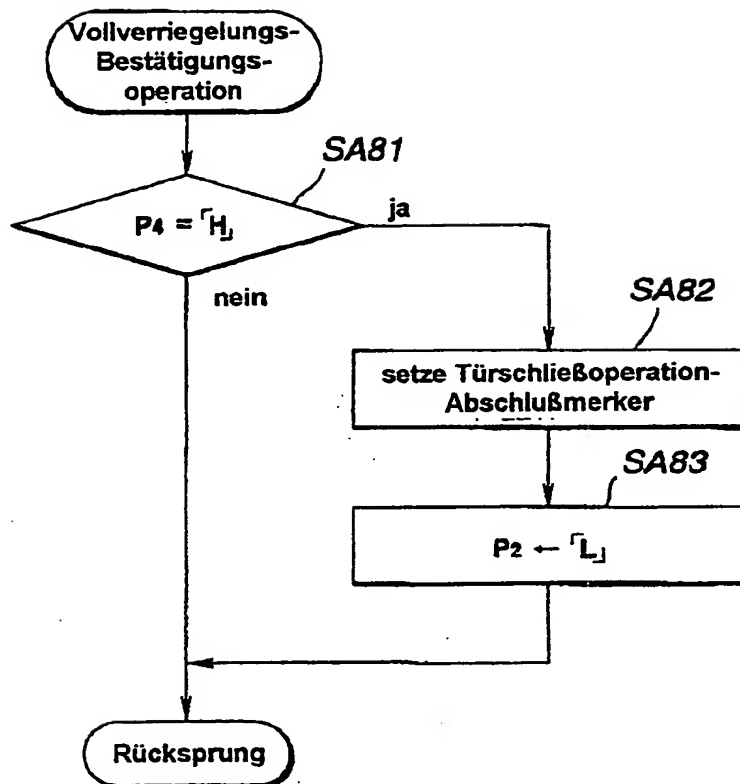 Vollverriegelungs-
Bestätigungs-
operation
SA81
P4 = 「H」
ja
nein
SA82
setze Türschließoperation-
Abschlußmerker
SA83
P2 ← 「L」
Rücksprung